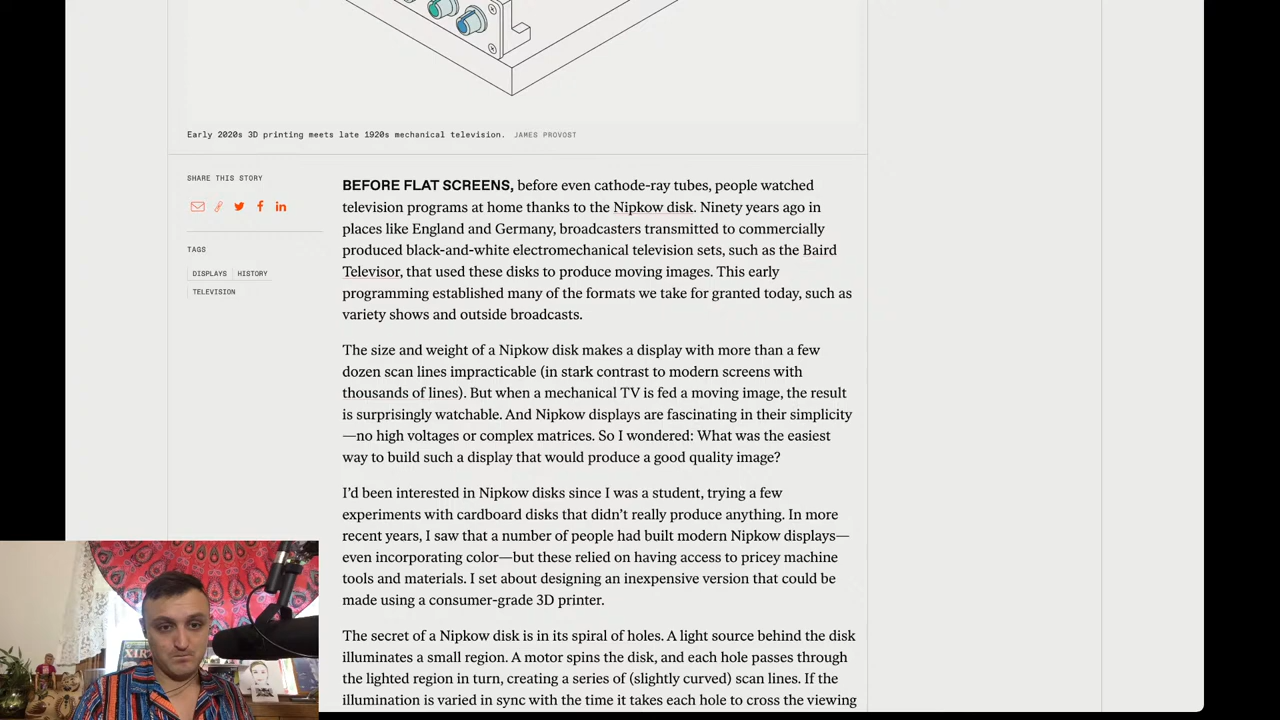 Early 2020s 3D printing meets late 1920s mechanical television. JAMES PROVOST
SHARE THIS STORY
TAGS
DISPLAYS HISTORY
TELEVISION
BEFORE FLAT SCREENS, before even cathode-ray tubes, people watched
television programs at home thanks to the Nipkow disk. Ninety years ago in
places like England and Germany, broadcasters transmitted to commercially
produced black-and-white electromechanical television sets, such as the Baird
Televisor, that used these disks to produce moving images. This early
programming established many of the formats we take for granted today, such as
variety shows and outside broadcasts.
The size and weight of a Nipkow disk makes a display with more than a few
dozen scan lines impracticable (in stark contrast to modern screens with
thousands of lines). But when a mechanical TV is fed a moving image, the result
is surprisingly watchable. And Nipkow displays are fascinating in their simplicity
—no high voltages or complex matrices. So I wondered: What was the easiest
way to build such a display that would produce a good quality image?
I’d been interested in Nipkow disks since I was a student, trying a few
experiments with cardboard disks that didn’t really produce anything. In more
recent years, I saw that a number of people had built modern Nipkow displays—
even incorporating color—but these relied on having access to pricey machine
tools and materials. I set about designing an inexpensive version that could be
made using a consumer-grade 3D printer.
The secret of a Nipkow disk is in its spiral of holes. A light source behind the disk
illuminates a small region. A motor spins the disk, and each hole passes through
the lighted region in turn, creating a series of (slightly curved) scan lines. If the
illumination is varied in sync with the time it takes each hole to cross the viewing